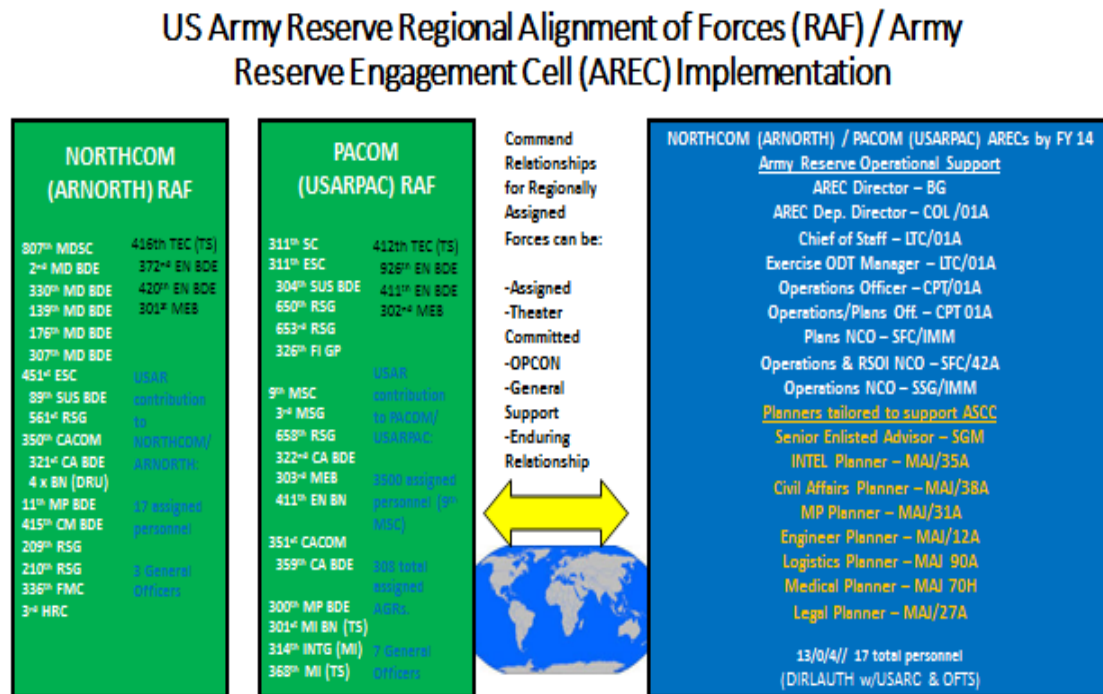 US Army Reserve Regional Alignment of Forces (RAF) / Army
Reserve Engagement Cell (AREC) Implementation
NORTHCOM
(ARNORTH) RAF
807th MDSC
2nd MD BDE
330th MD BDE
139th MD BDE
176th MD BDE
307th MD BDE
451st ESC
89th SUS BDE
561st RSG
350th CACOM
321st CA BDE
4 x BN (DRU)
11th MP BDE
415th CM BDE
209th RSG
210th RSG
336th FMC
3rd HRC
416th TEC (TS)
372nd EN BDE
420th EN BDE
301st MEB
USAR
contribution
to
NORTHCOM/
ARNORTH:
17 assigned
personnel
3 General
Officers
PACOM
(USARPAC) RAF
311th SC
311th ESC
304th SUS BDE
650th RSG
653rd RSG
326th FI GP
9th MSC
3rd MSG
658th RSG
322nd CA BDE
303rd MEB
411th EN BN
351st CACOM
359th CA BDE
300th MP BDE
301st MI BN (TS)
314th INTG (MI)
368th MI (TS)
412th TEC (TS)
926th EN BDE
411th EN BDE
302nd MEB
USAR
contribution
to PACOM/
USARPAC:
3500 assigned
personnel (9th
MSC)
308 total
assigned
AGRs.
7 General
Officers
Command
Relationships
for Regionally
Assigned
Forces can be:
-Assigned
-Theater
Committed
-OPCON
-General
Support
-Enduring
Relationship
NORTHCOM (ARNORTH) / PACOM (USARPAC) ARECs by FY 14
Army Reserve Operational Support
AREC Director – BG
AREC Dep. Director – COL /01A
Chief of Staff – LTC/01A
Exercise ODT Manager – LTC/01A
Operations Officer – CPT/01A
Operations/Plans Off. – CPT 01A
Plans NCO – SFC/IMM
Operations & RSOI NCO – SFC/42A
Operations NCO – SSG/IMM
Planners tailored to support ASCC
Senior Enlisted Advisor – SGM
INTEL Planner – MAJ/35A
Civil Affairs Planner – MAJ/38A
MP Planner – MAJ/31A
Engineer Planner – MAJ/12A
Logistics Planner – MAJ 90A
Medical Planner – MAJ 70H
Legal Planner – MAJ/27A
13/0/4// 17 total personnel
(DIRLAUTH w/USARC & OFTS)